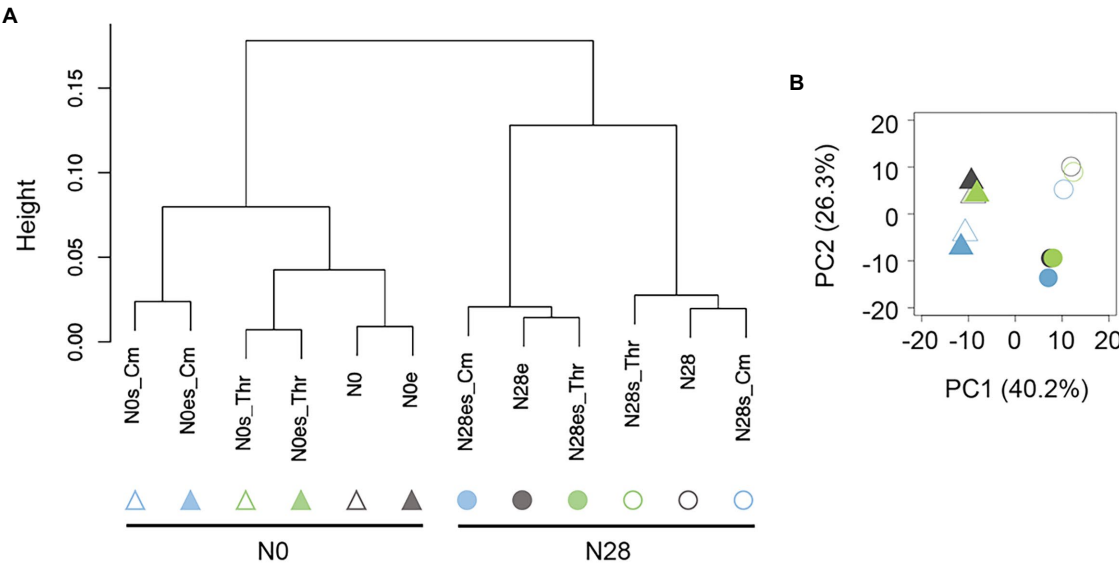 A
Height
0.15
0.10
0.05
0.00
N0s_Cm
N0es_Cm
N0s_Thr
N0es_Thr
N0
N0e
N28es_Cm
N28e
N28es_Thr
N28s_Thr
N28
N28s_Cm
N0
N28
B
PC2 (26.3%)
20
10
0
-10
-20
-20 -10 0 10 20
PC1 (40.2%)